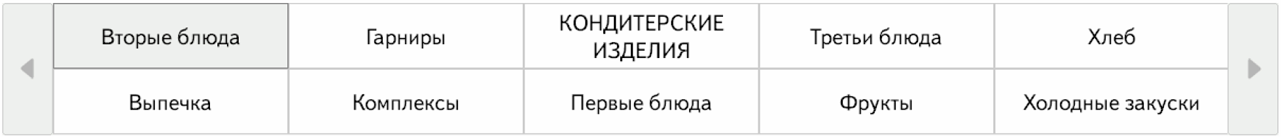 Вторые блюда
Гарниры
КОНДИТЕРСКИЕ
ИЗДЕЛИЯ
Третьи блюда
Хлеб
Выпечка
Комплексы
Первые блюда
Фрукты
Холодные закуски